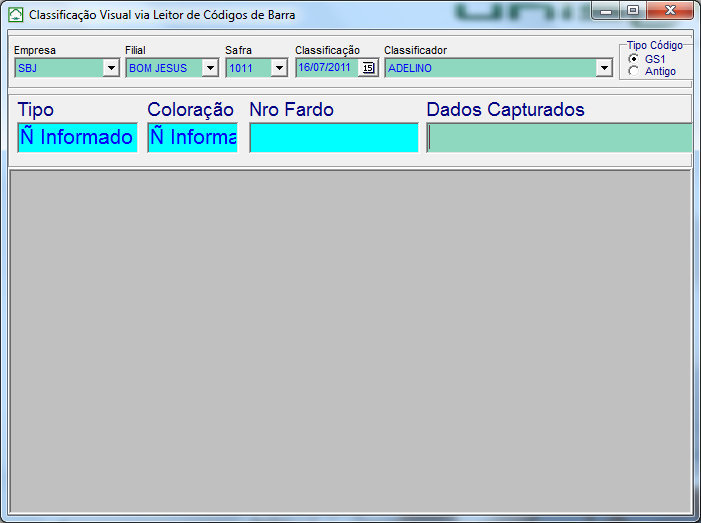 Classificação Visual via Leitor de Códigos de Barra
Empresa Filial Safra Classificação Classificador Tipo Código
SBJ BOM JESUS 1011 16/07/2011 15 ADELINO GS1
Antigo
Tipo Coloração Nro Fardo Dados Capturados
Ñ Informado Ñ Informa